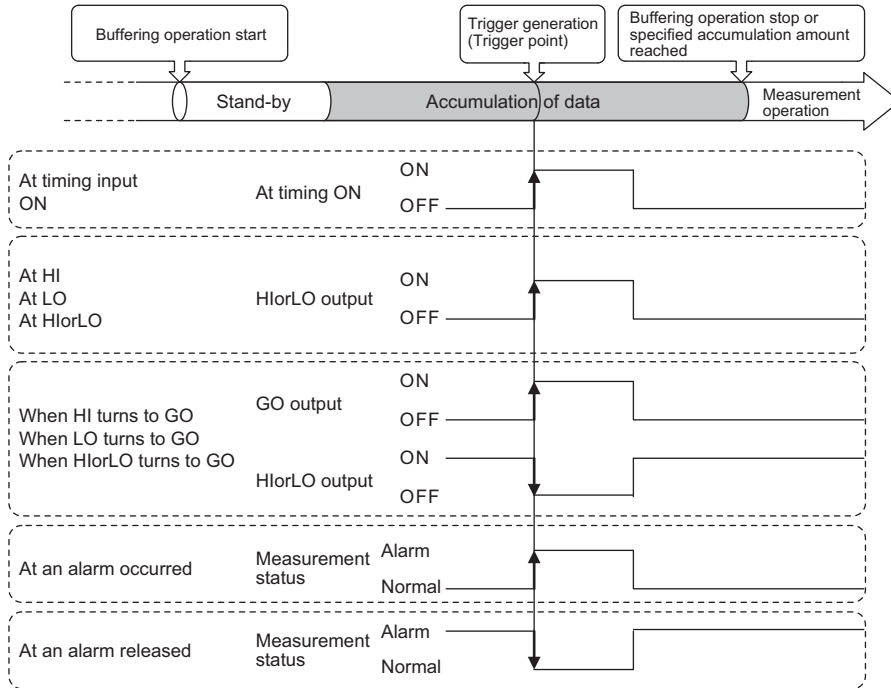 Buffering operation start
Trigger generation
(Trigger point)
Buffering operation stop or
specified accumulation amount
reached
Stand-by
Accumulation of data
Measurement
operation
At timing input
ON
At timing ON
ON
OFF
At HI
At LO
At HIorLO
HIorLO output
ON
OFF
When HI turns to GO
When LO turns to GO
When HIorLO turns to GO
GO output
ON
OFF
HIorLO output
ON
OFF
At an alarm occurred
Measurement
status
Alarm
Normal
At an alarm released
Measurement
status
Alarm
Normal